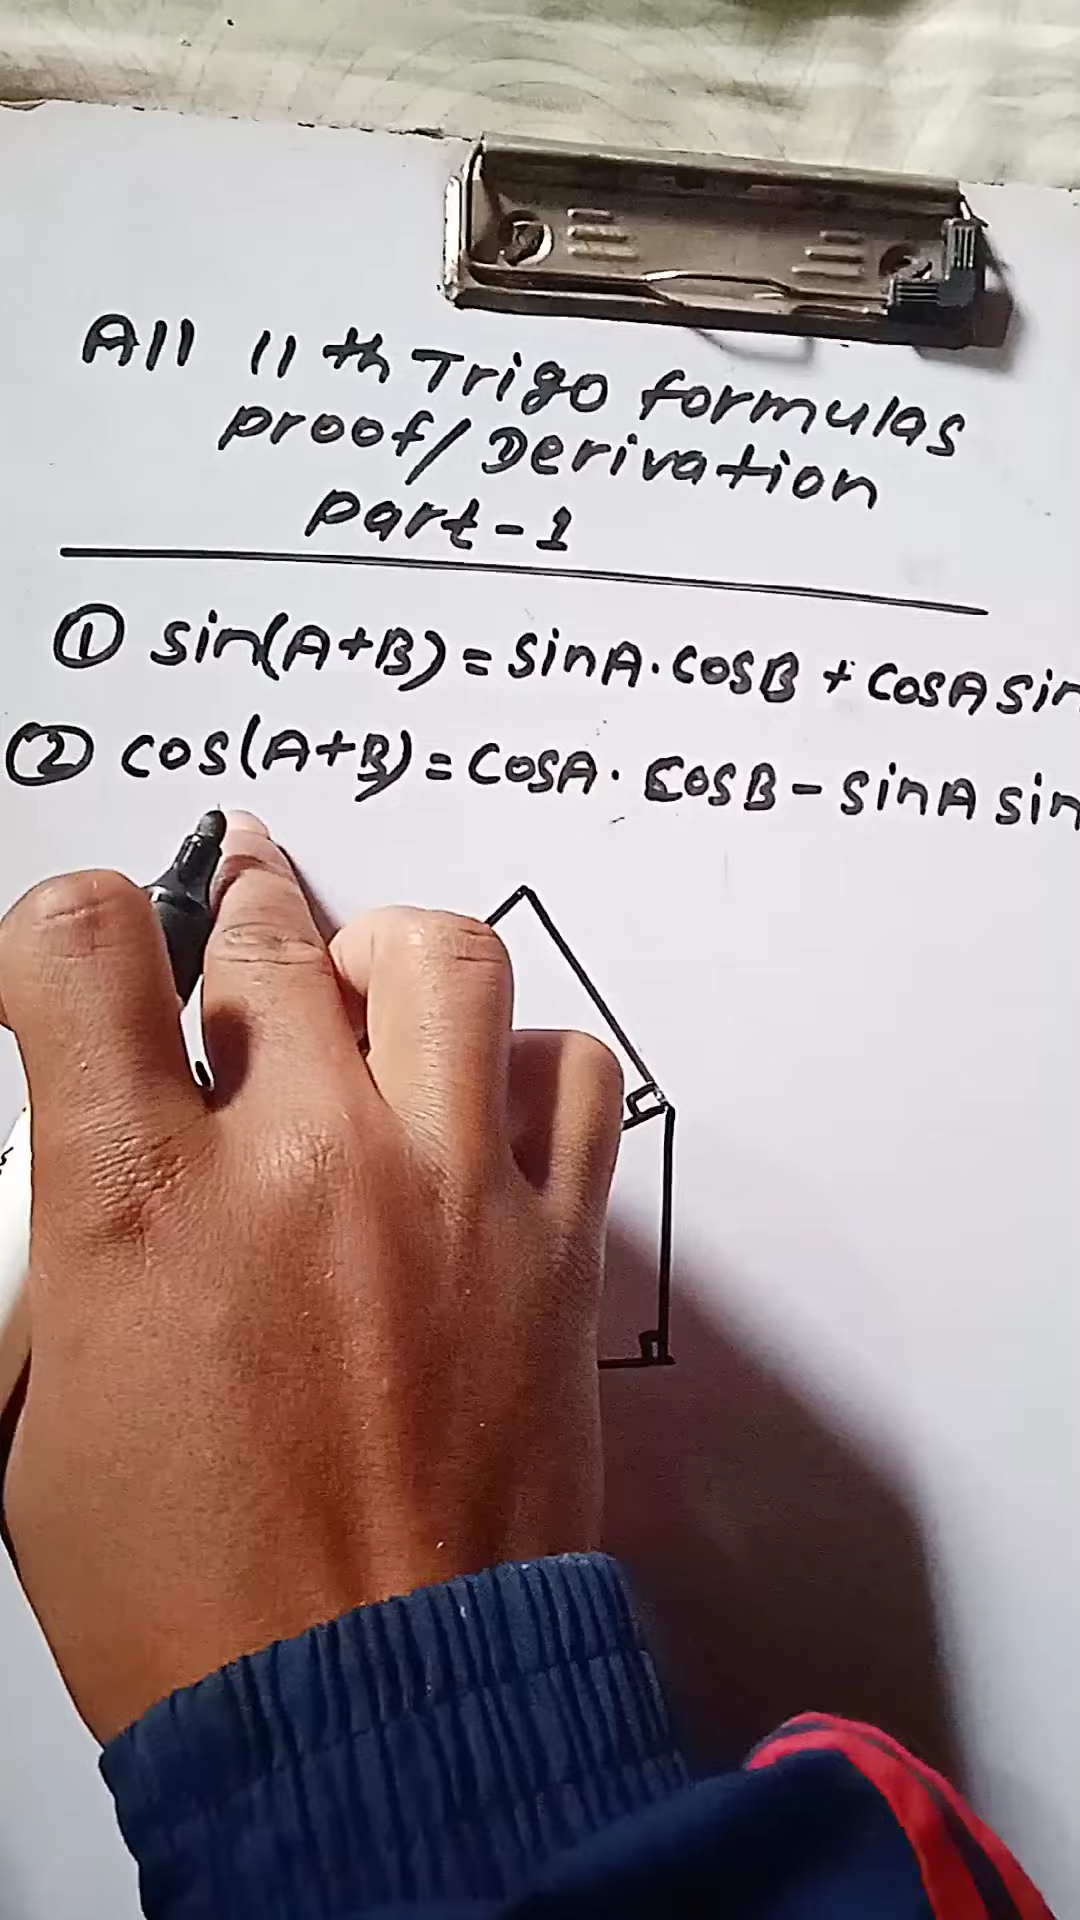 All 11th Trigo formulas
proof/Derivation
part-1
① sin(A+B)=sinA.cosB + cosA sin
② cos(A+B)=cosA. cosB - sinA sin